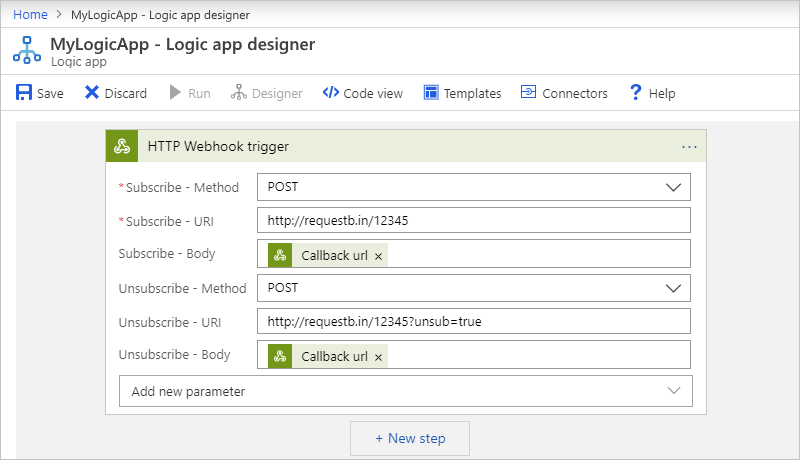 Home > MyLogicApp - Logic app designer
MyLogicApp - Logic app designer
Logic app
Save Discard Run Designer Code view Templates Connectors Help
HTTP Webhook trigger ...
*Subscribe - Method POST
*Subscribe - URI http://requestb.in/12345
Subscribe - Body Callback url ×
Unsubscribe - Method POST
Unsubscribe - URI http://requestb.in/12345?unsub=true
Unsubscribe - Body Callback url ×
Add new parameter
+ New step